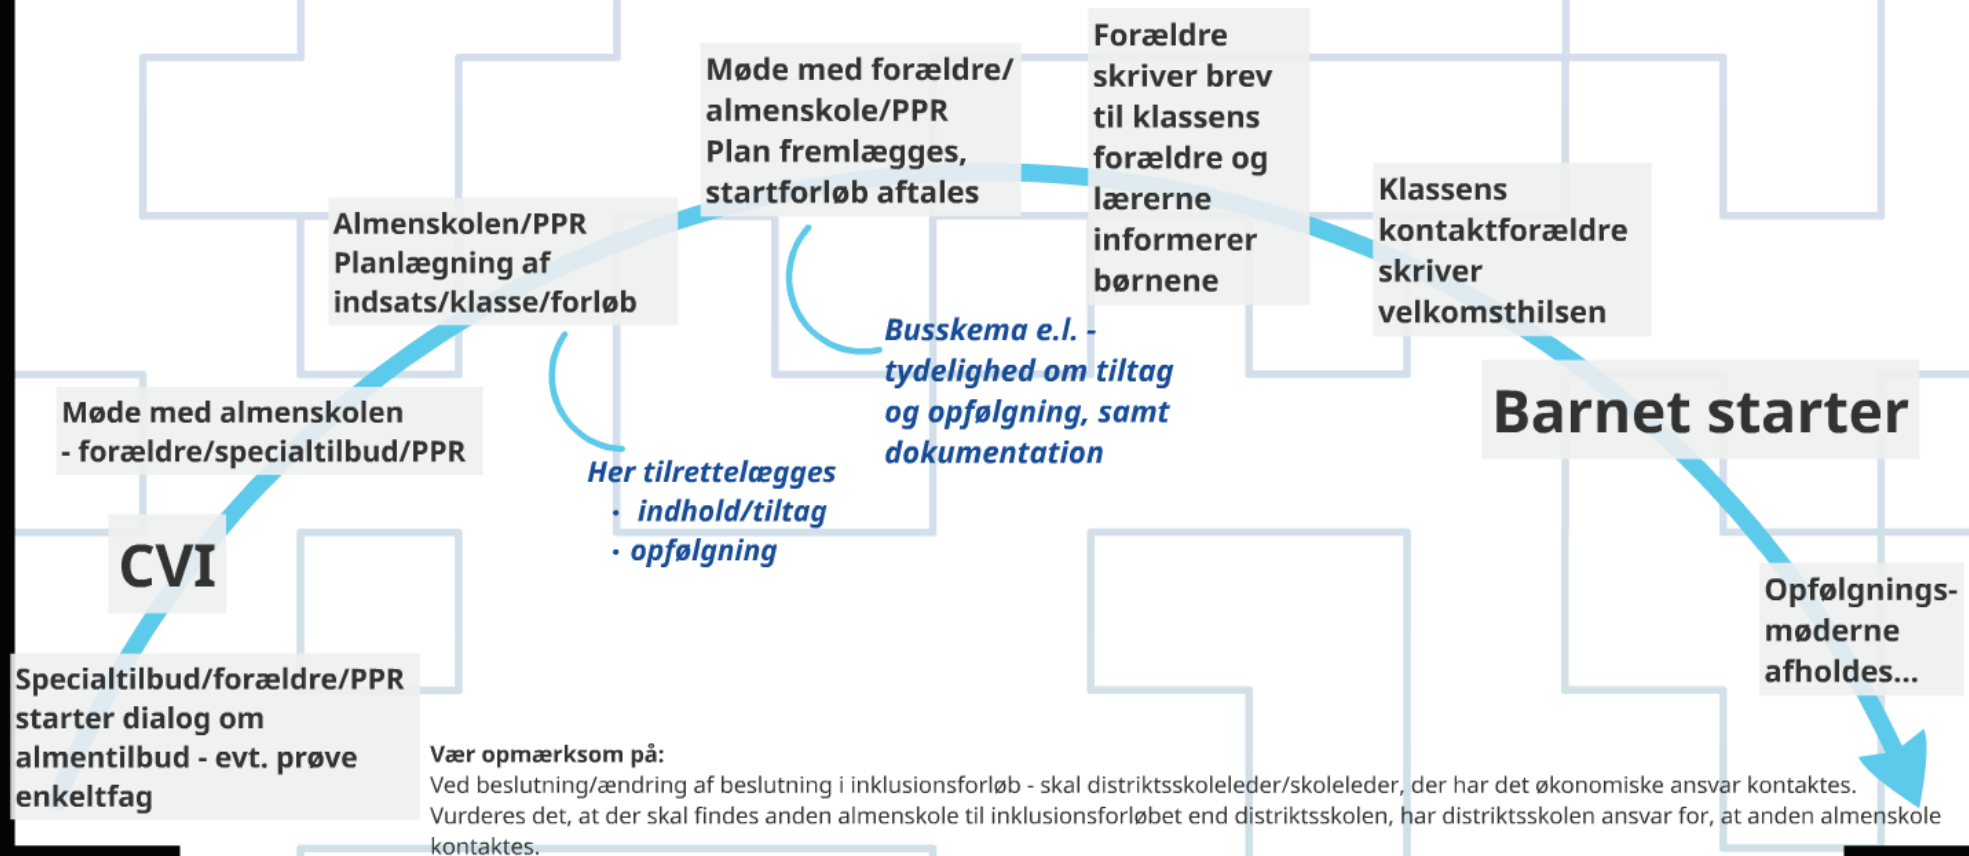 Specialtilbud/forældre/PPR
starter dialog om
almentilbud - evt. prøve
enkeltfag
CVI
Møde med almenskolen
- forældre/specialtilbud/PPR
Almenskolen/PPR
Planlægning af
indsats/klasse/forløb
Her tilrettelægges
· indhold/tiltag
· opfølgning
Møde med forældre/
almenskole/PPR
Plan fremlægges,
startforløb aftales
Busskema e.l. -
tydelighed om tiltag
og opfølgning, samt
dokumentation
Forældre
skriver brev
til klassens
forældre og
lærerne
informerer
børnene
Klassens
kontaktforældre
skriver
velkomsthilsen
Barnet starter
Opfølgnings-
møderne
afholdes...
Vær opmærksom på:
Ved beslutning/ændring af beslutning i inklusionsforløb - skal distriktsskoleleder/skoleleder, der har det økonomiske ansvar kontaktes.
Vurderes det, at der skal findes anden almenskole til inklusionsforløbet end distriktsskolen, har distriktsskolen ansvar for, at anden almenskole
kontaktes.